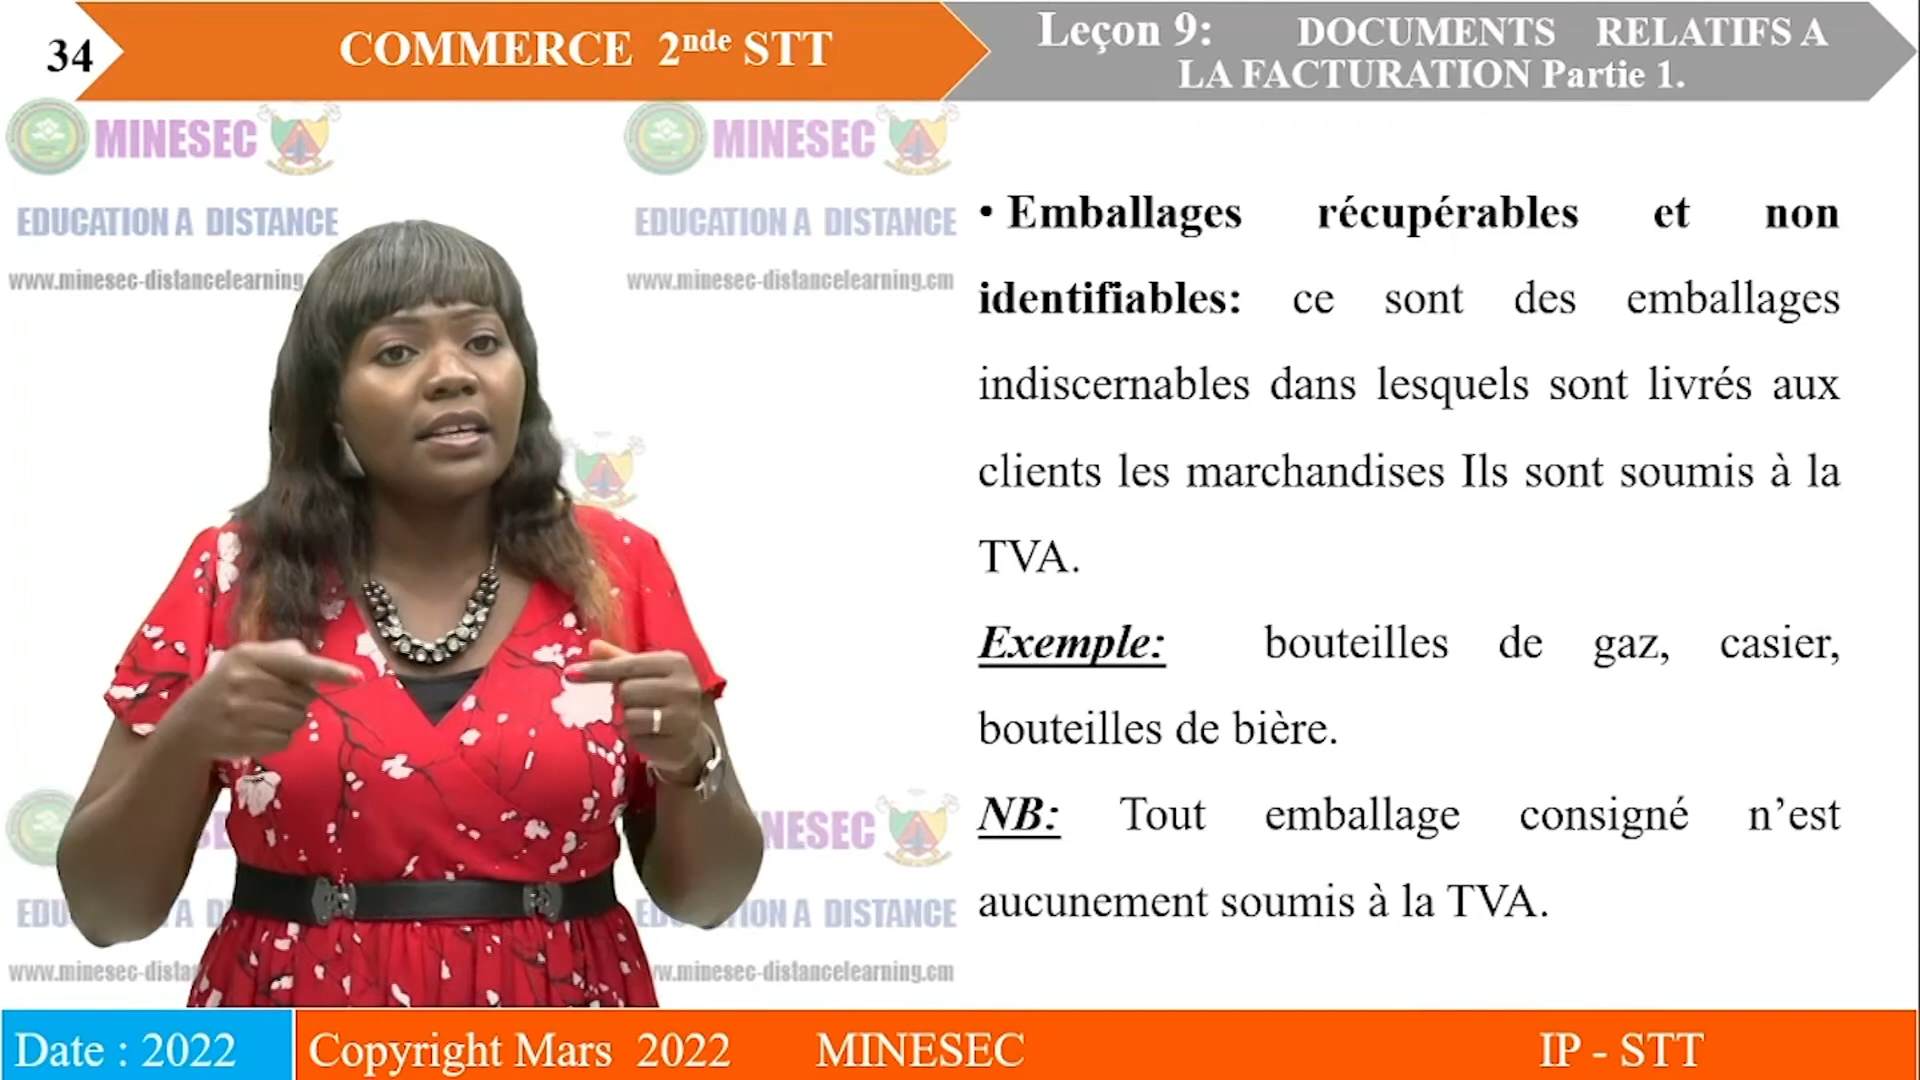 34
COMMERCE 2nde STT
Leçon 9: DOCUMENTS RELATIFS A
LA FACTURATION Partie 1.
MINESEC
MINESEC
EDUCATION A DISTANCE
EDUCATION A DISTANCE
www.minesec-distancelearning.
www.minesec-distancelearning.cm
• Emballages récupérables et non
identifiables: ce sont des emballages
indiscernables dans lesquels sont livrés aux
clients les marchandises Ils sont soumis à la
TVA.
Exemple: bouteilles de gaz, casier,
bouteilles de bière.
NB: Tout emballage consigné n’est
aucunement soumis à la TVA.
NESEC
A DISTANCE
www.minesec-dista
w.minesec-distancelearning.cm
Date : 2022
Copyright Mars 2022
MINESEC
IP - STT